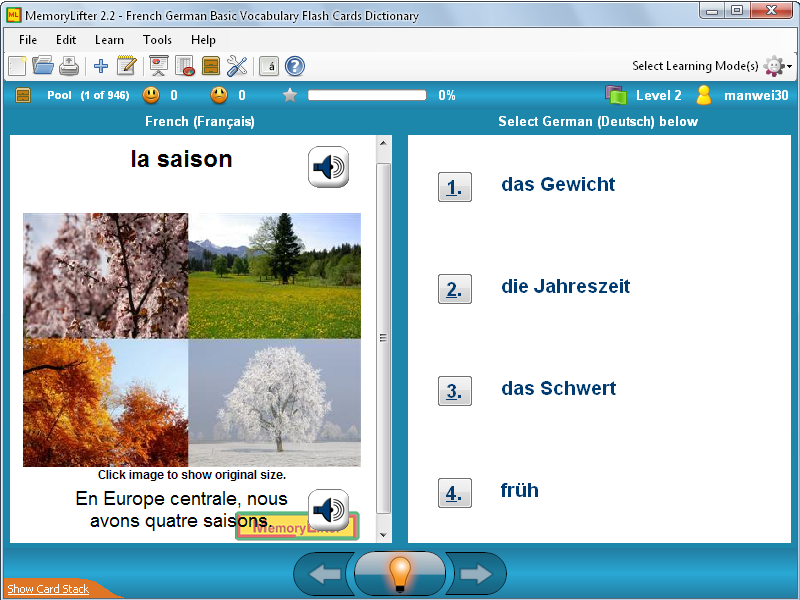 MemoryLifter 2.2 - French German Basic Vocabulary Flash Cards Dictionary
File Edit Learn Tools Help
á ? Select Learning Mode(s)
Pool (1 of 946) 0 0 0% Level 2 manwei30
French (Français) Select German (Deutsch) below
la saison
1. das Gewicht
2. die Jahreszeit
3. das Schwert
4. früh
Click image to show original size.
En Europe centrale, nous
avons quatre saisons.
MemoryLifter
Show Card Stack